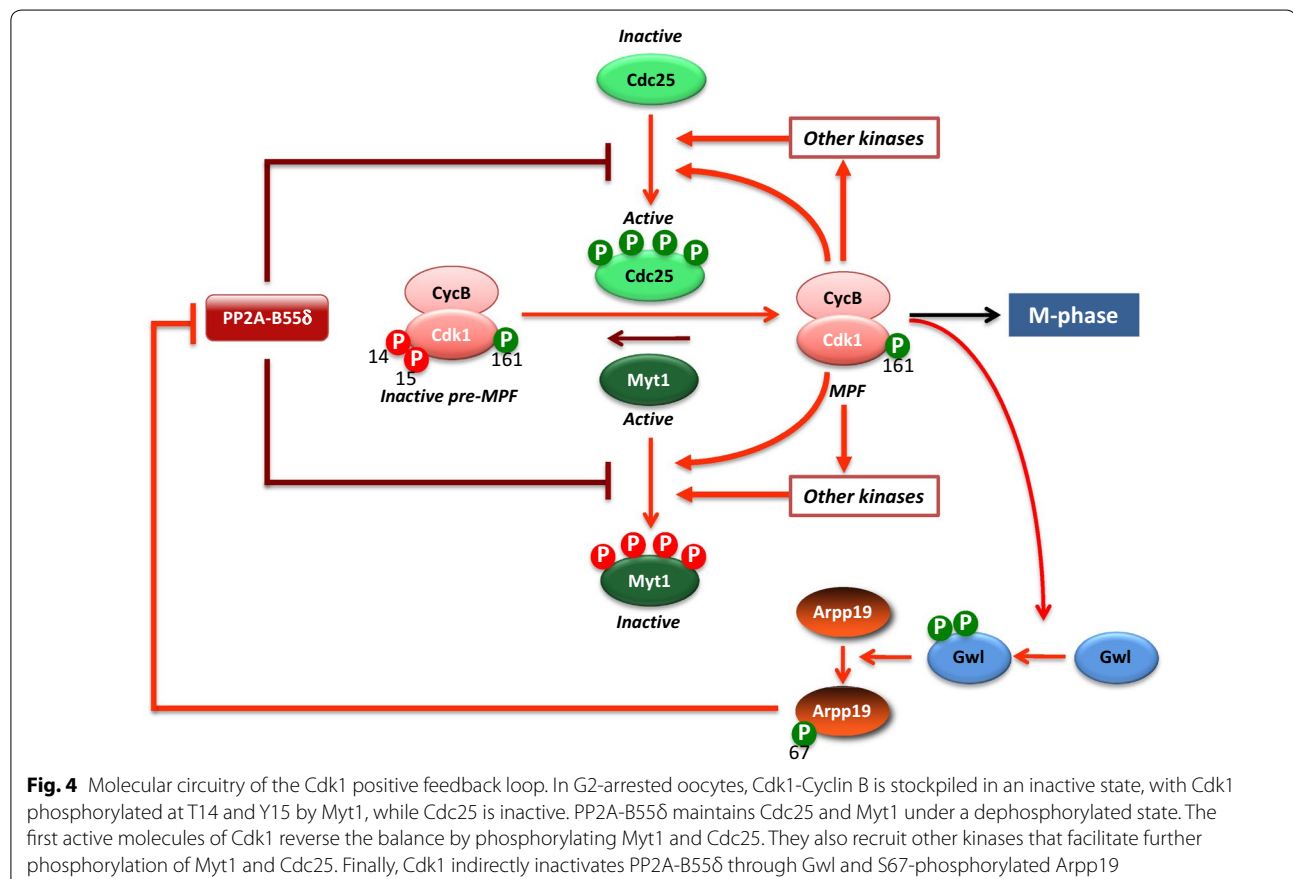 Inactive
Cdc25
Other kinases
Active
P P P P
Cdc25
PP2A-B55δ
CycB
Cdk1
P
P
P
14
15
161
Inactive pre-MPF
CycB
Cdk1
P
161
MPF
M-phase
Myt1
Active
Other kinases
P P P P
Myt1
Inactive
Arpp19
P P
Gwl
Gwl
Arpp19
P
67
Fig. 4 Molecular circuitry of the Cdk1 positive feedback loop. In G2-arrested oocytes, Cdk1-Cyclin B is stockpiled in an inactive state, with Cdk1
phosphorylated at T14 and Y15 by Myt1, while Cdc25 is inactive. PP2A-B55δ maintains Cdc25 and Myt1 under a dephosphorylated state. The
first active molecules of Cdk1 reverse the balance by phosphorylating Myt1 and Cdc25. They also recruit other kinases that facilitate further
phosphorylation of Myt1 and Cdc25. Finally, Cdk1 indirectly inactivates PP2A-B55δ through Gwl and S67-phosphorylated Arpp19